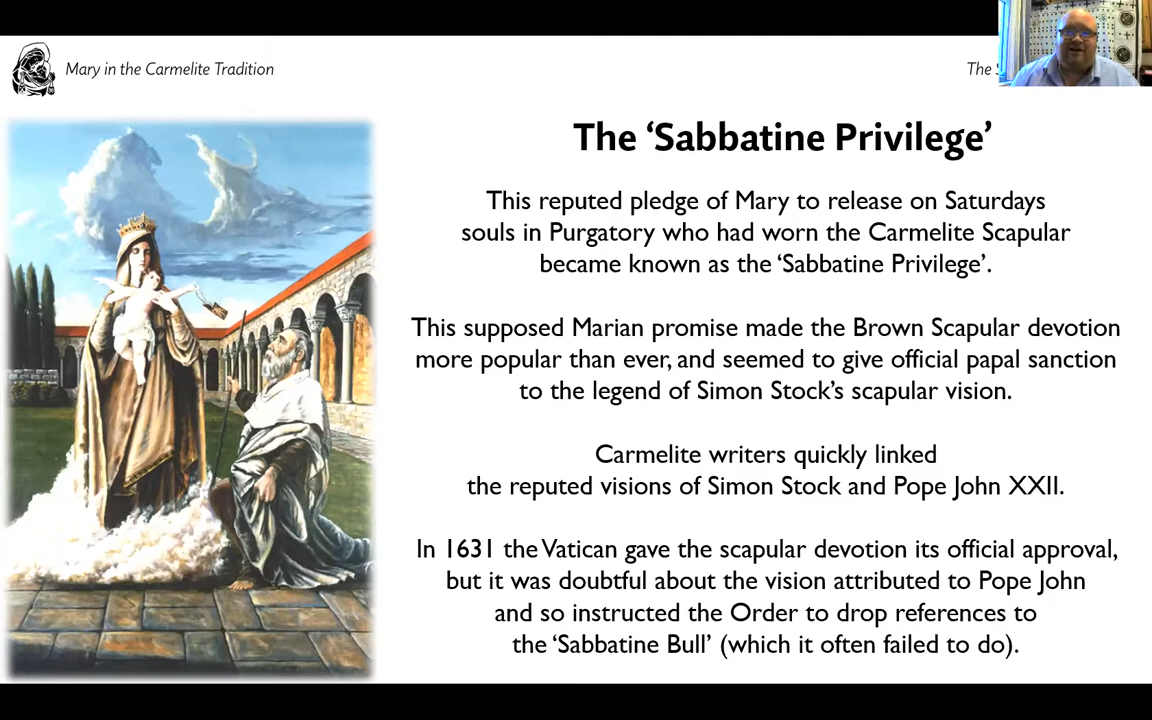 Mary in the Carmelite Tradition
The
The ‘Sabbatine Privilege’
This reputed pledge of Mary to release on Saturdays
souls in Purgatory who had worn the Carmelite Scapular
became known as the ‘Sabbatine Privilege’.
This supposed Marian promise made the Brown Scapular devotion
more popular than ever, and seemed to give official papal sanction
to the legend of Simon Stock’s scapular vision.
Carmelite writers quickly linked
the reputed visions of Simon Stock and Pope John XXII.
In 1631 the Vatican gave the scapular devotion its official approval,
but it was doubtful about the vision attributed to Pope John
and so instructed the Order to drop references to
the ‘Sabbatine Bull’ (which it often failed to do).